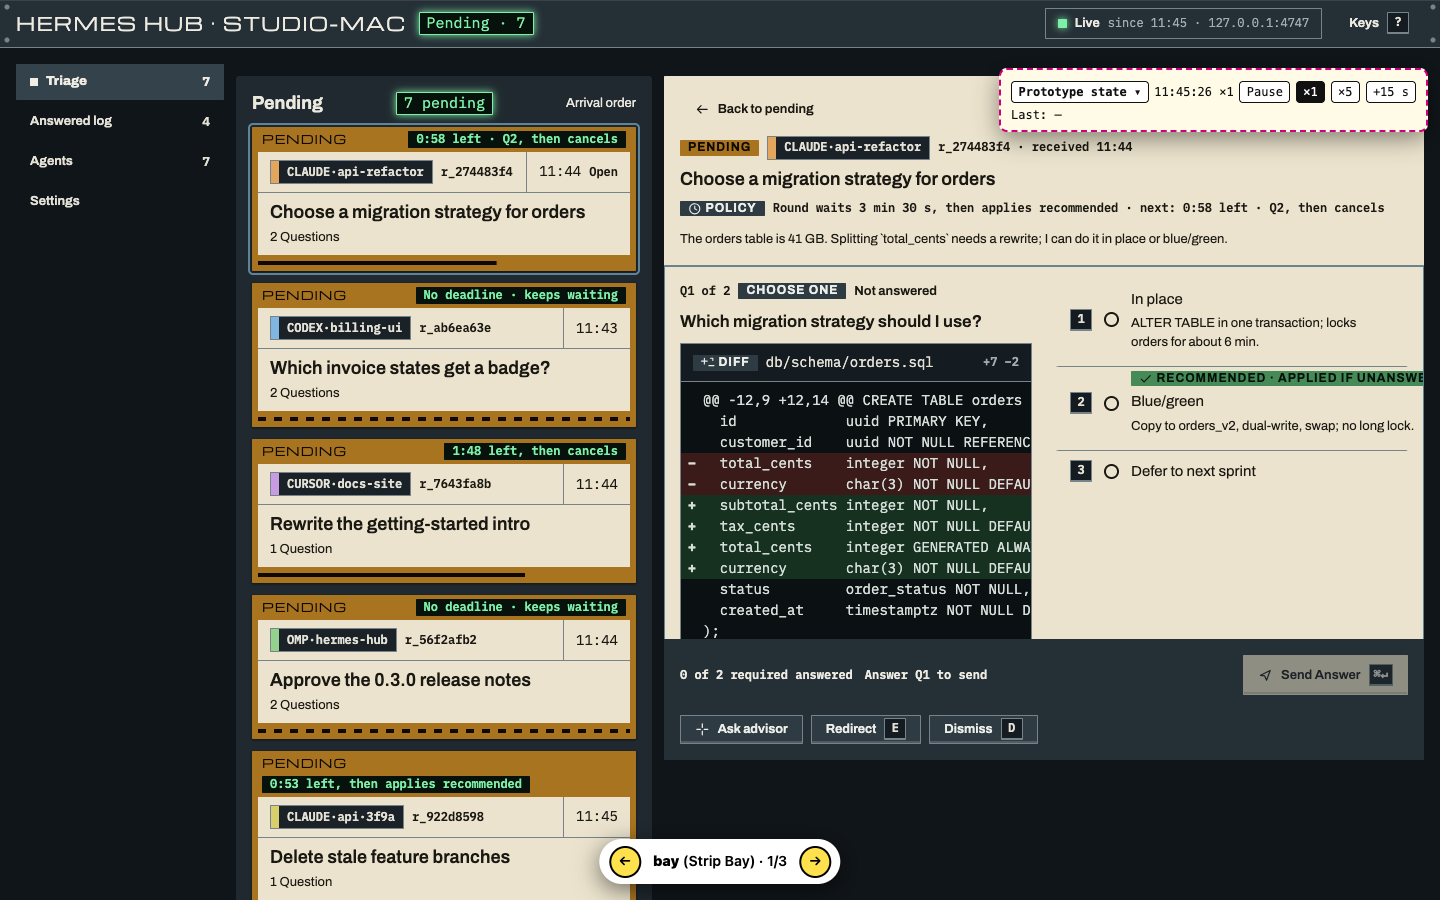 HERMES HUB · STUDIO-MAC
Pending · 7
Live since 11:45 · 127.0.0.1:4747
Keys ?
Triage 7
Answered log 4
Agents 7
Settings
Pending
7 pending
Arrival order
PENDING
0:58 left · Q2, then cancels
CLAUDE·api-refactor r_274483f4
11:44 Open
Choose a migration strategy for orders
2 Questions
PENDING
No deadline · keeps waiting
CODEX·billing-ui r_ab6ea63e
11:43
Which invoice states get a badge?
2 Questions
PENDING
1:48 left, then cancels
CURSOR·docs-site r_7643fa8b
11:44
Rewrite the getting-started intro
1 Question
PENDING
No deadline · keeps waiting
OMP·hermes-hub r_56f2afb2
11:44
Approve the 0.3.0 release notes
2 Questions
PENDING
0:53 left, then applies recommended
CLAUDE·api·3f9a r_922d8598
11:45
Delete stale feature branches
1 Question
← Back to pending
Prototype state ▾ 11:45:26 ×1 Pause ×1 ×5 +15 s
Last: —
PENDING CLAUDE·api-refactor r_274483f4 · received 11:44
Choose a migration strategy for orders
POLICY Round waits 3 min 30 s, then applies recommended · next: 0:58 left · Q2, then cancels
The orders table is 41 GB. Splitting `total_cents` needs a rewrite; I can do it in place or blue/green.
Q1 of 2 CHOOSE ONE Not answered
Which migration strategy should I use?
DIFF db/schema/orders.sql +7 −2
@@ -12,9 +12,14 @@ CREATE TABLE orders
id uuid PRIMARY KEY,
customer_id uuid NOT NULL REFERENC
− total_cents integer NOT NULL,
− currency char(3) NOT NULL DEFAU
+ subtotal_cents integer NOT NULL,
+ tax_cents integer NOT NULL DEFAU
+ total_cents integer GENERATED ALWA
+ currency char(3) NOT NULL DEFAU
status order_status NOT NULL,
created_at timestamptz NOT NULL D
);
1
In place
ALTER TABLE in one transaction; locks
orders for about 6 min.
✓ RECOMMENDED · APPLIED IF UNANSWE
2
Blue/green
Copy to orders_v2, dual-write, swap; no long lock.
3
Defer to next sprint
0 of 2 required answered Answer Q1 to send
Send Answer ⌘↵
Ask advisor
Redirect E
Dismiss D
← bay (Strip Bay) · 1/3 →